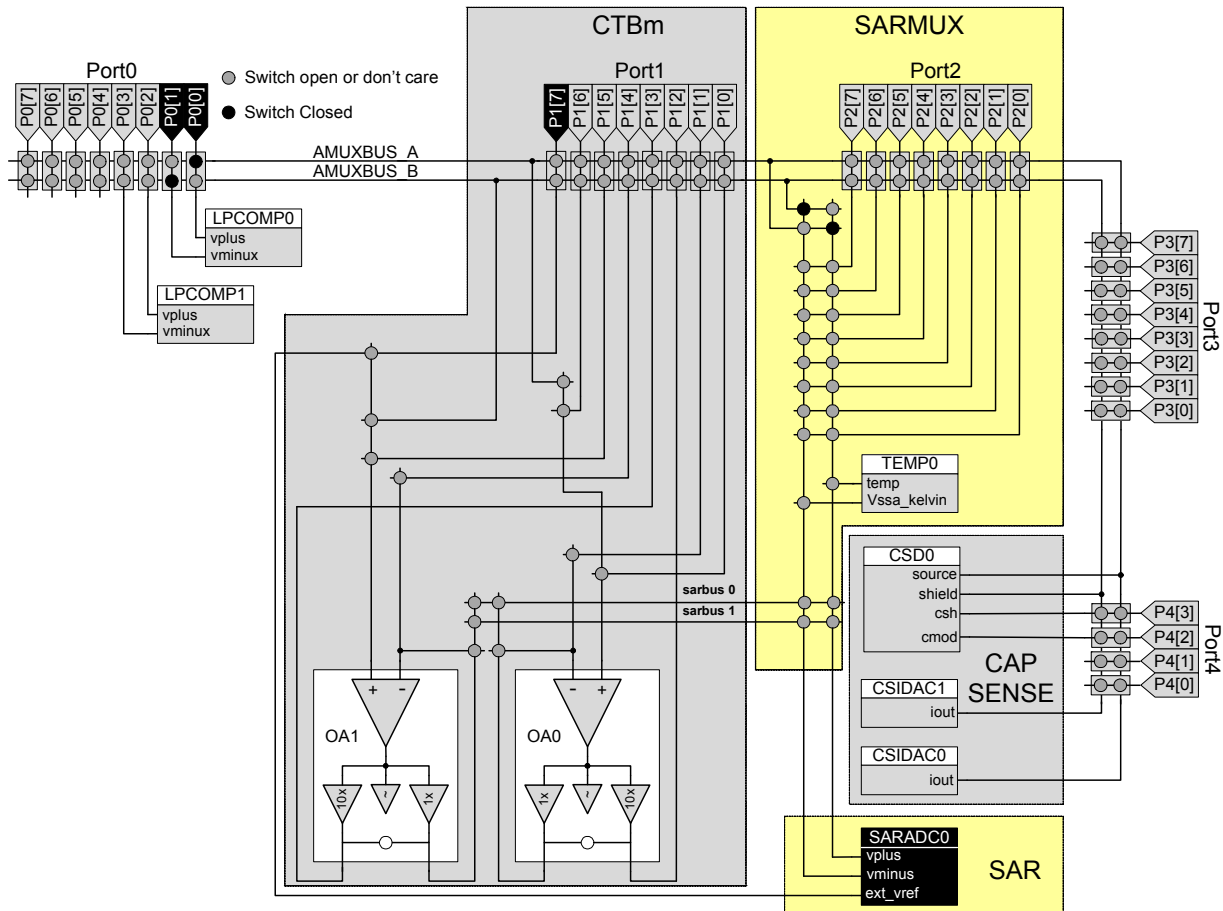 CTBm
SARMUX
Port0
Switch open or don't care
Switch Closed
Port1
Port2
P0[7]
P0[6]
P0[5]
P0[4]
P0[3]
P0[2]
P0[1]
P0[0]
P1[7]
P1[6]
P1[5]
P1[4]
P1[3]
P1[2]
P1[1]
P1[0]
P2[7]
P2[6]
P2[5]
P2[4]
P2[3]
P2[2]
P2[1]
P2[0]
AMUXBUS_A
AMUXBUS_B
LPCOMP0
vplus
vminux
LPCOMP1
vplus
vminux
P3[7]
P3[6]
P3[5]
P3[4]
P3[3]
P3[2]
P3[1]
P3[0]
Port3
TEMP0
temp
Vssa_kelvin
CSD0
source
shield
csh
cmod
sarbus 0
sarbus 1
P4[3]
P4[2]
P4[1]
P4[0]
Port4
CAP
SENSE
CSIDAC1
iout
CSIDAC0
iout
+
-
-
+
OA1
OA0
10x
~
1x
1x
~
10x
SARADC0
vplus
vminus
ext_vref
SAR